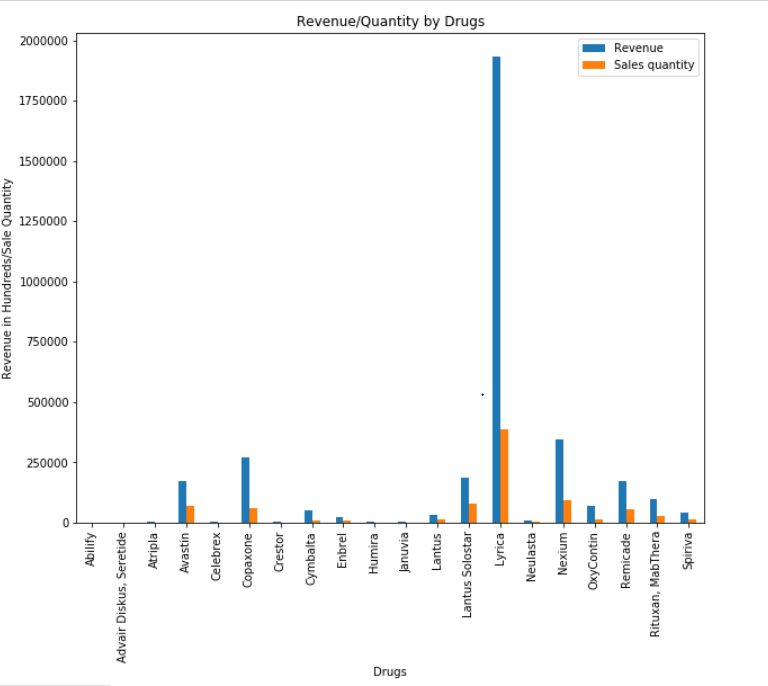 Revenue/Quantity by Drugs
Revenue
Sales quantity
Revenue in Hundreds/Sale Quantity
2000000
1750000
1500000
1250000
1000000
750000
500000
250000
0
Abilify
Advair Diskus, Seretide
Atripla
Avastin
Celebrex
Copaxone
Crestor
Cymbalta
Enbrel
Humira
Januvia
Lantus
Lantus Solostar
Lyrica
Neulasta
Nexium
OxyContin
Remicade
Rituxan, MabThera
Spiriva
Drugs